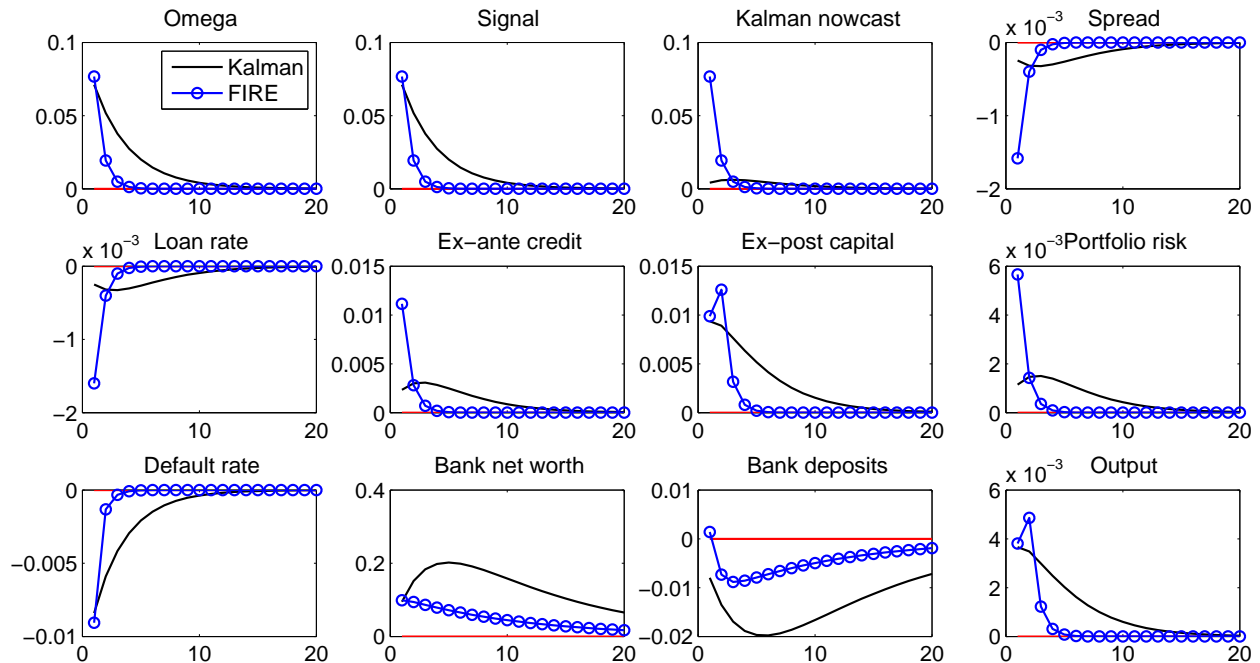 Omega
Signal
Kalman nowcast
Spread
x 10⁻³
0.1
0.05
0
0 10 20
Kalman
FIRE
0.1
0.05
0
0 10 20
0.1
0.05
0
0 10 20
0
−1
−2
0 10 20
Loan rate
Ex−ante credit
Ex−post capital
Portfolio risk
x 10⁻³
0
−1
−2
0 10 20
0.015
0.01
0.005
0
0 10 20
0.015
0.01
0.005
0
0 10 20
x 10⁻³
6
4
2
0
0 10 20
Default rate
Bank net worth
Bank deposits
Output
0
−0.005
−0.01
0 10 20
0.4
0.2
0
0 10 20
0.01
0
−0.01
−0.02
0 10 20
x 10⁻³
6
4
2
0
0 10 20